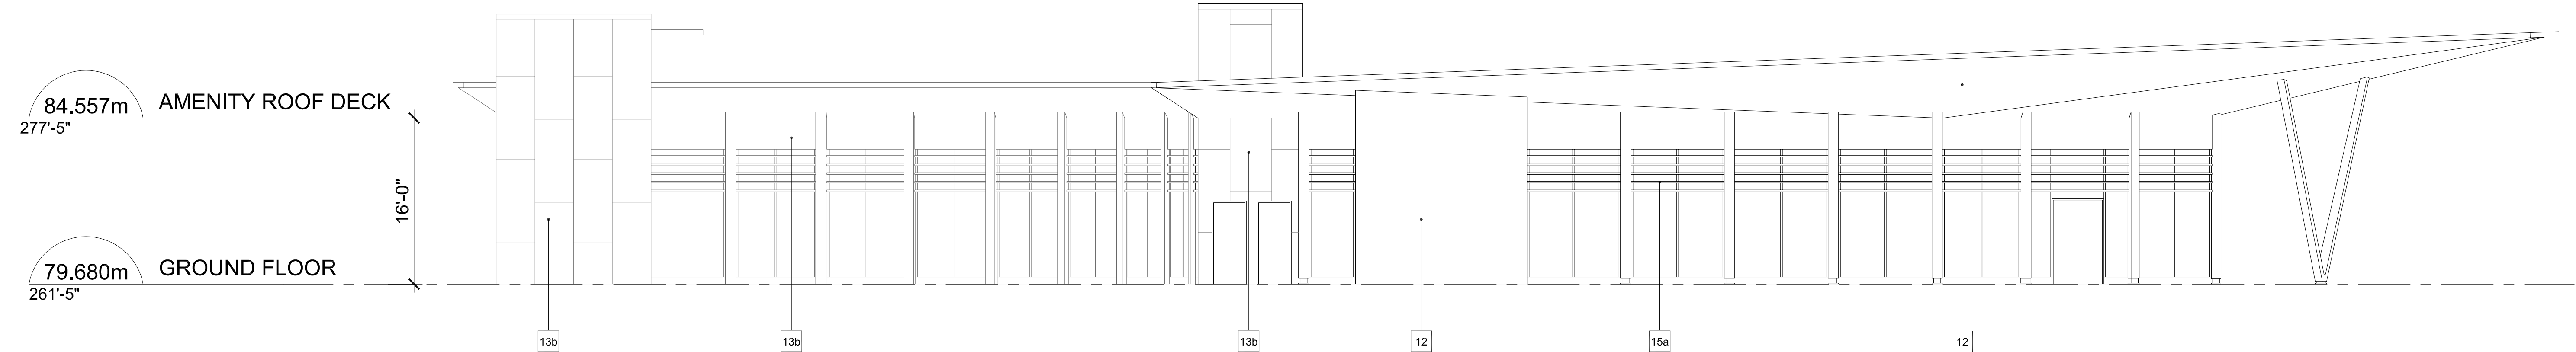 84.557m AMENITY ROOF DECK
277'-5"
16'-0"
79.680m GROUND FLOOR
261'-5"
13b 13b 13b 12 15a 12